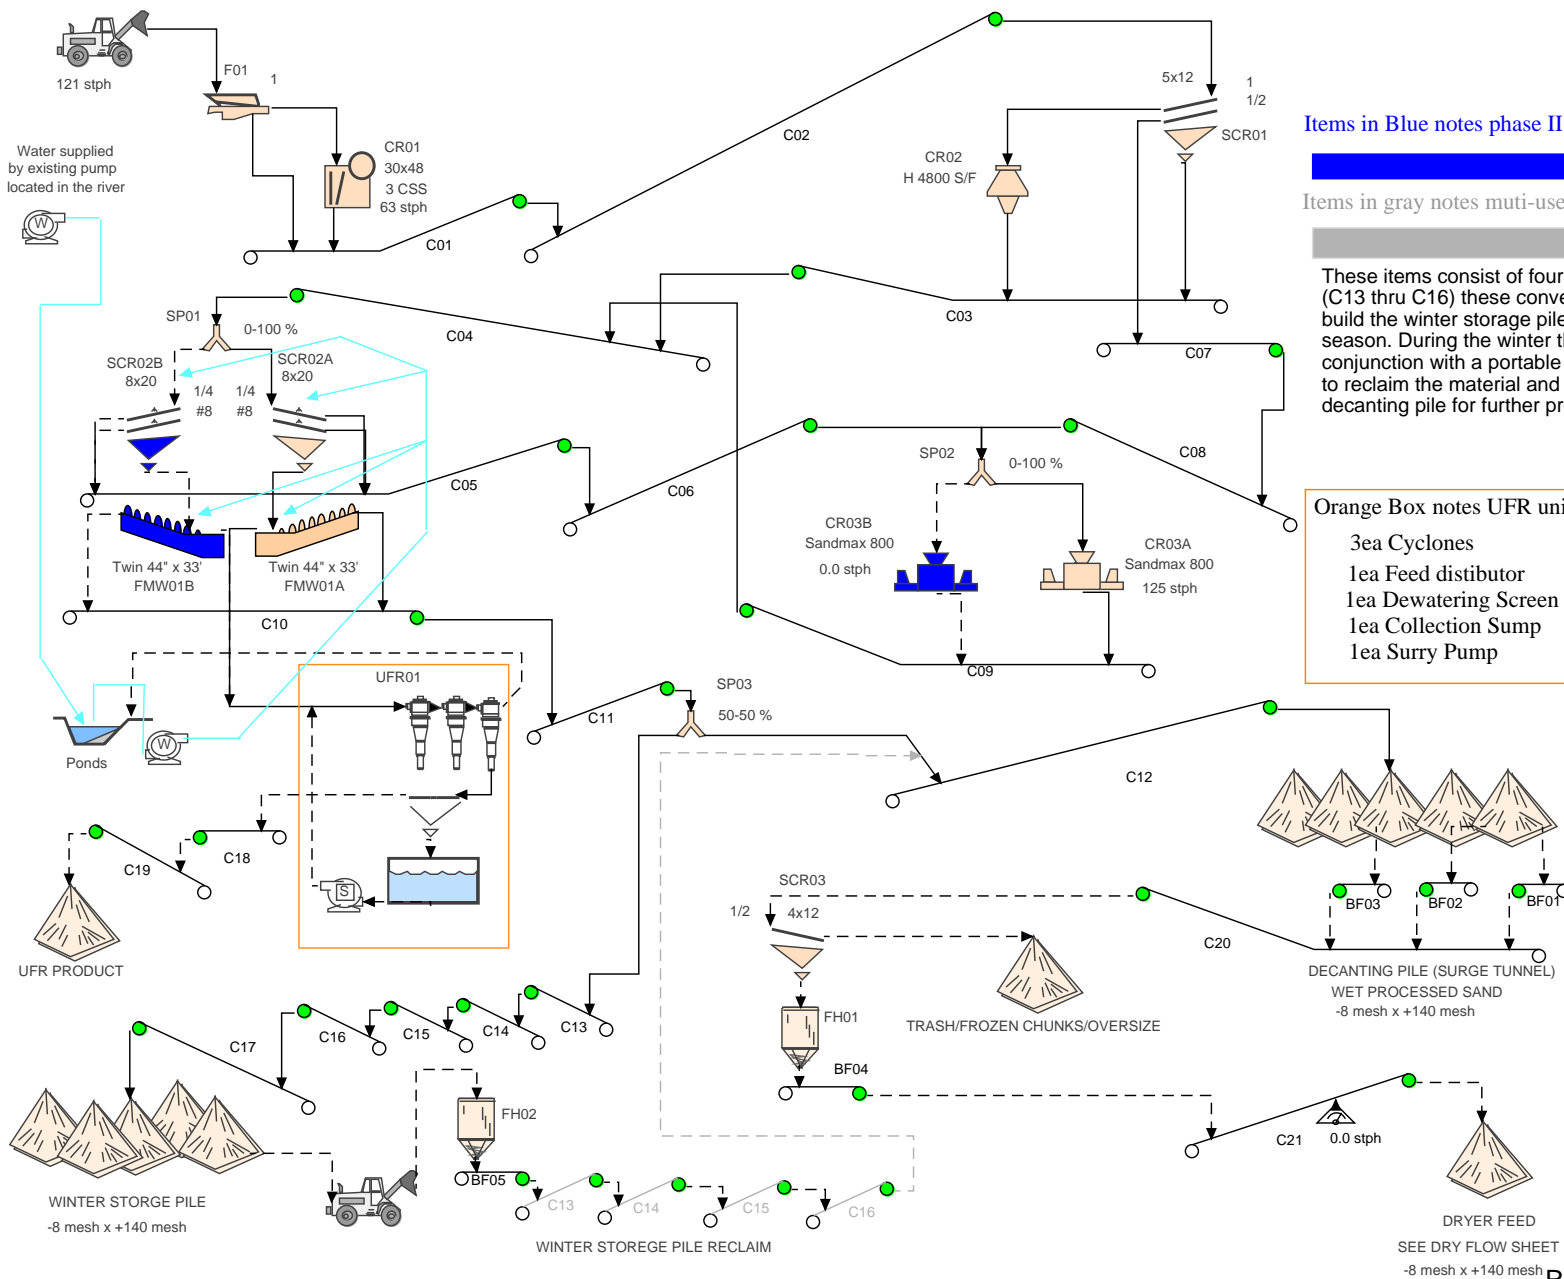 121 stph
F01
1
Water supplied
by existing pump
located in the river
W
CR01
30x48
3 CSS
63 stph
C01
C02
5x12
1
1/2
SCR01
CR02
H 4800 S/F
C03
Items in Blue notes phase II
Items in gray notes muti-use
These items consist of four
(C13 thru C16) these conve
build the winter storage pile
season. During the winter th
conjunction with a portable
to reclaim the material and
decanting pile for further pr
SP01
0-100 %
C04
C07
SCR02B
8x20
SCR02A
8x20
1/4
#8
1/4
#8
C05
C06
C08
SP02
0-100 %
CR03B
Sandmax 800
0.0 stph
CR03A
Sandmax 800
125 stph
C09
Orange Box notes UFR uni
3ea Cyclones
1ea Feed distibutor
1ea Dewatering Screen
1ea Collection Sump
1ea Surry Pump
Twin 44" x 33'
FMW01B
Twin 44" x 33'
FMW01A
C10
UFR01
C11
SP03
50-50 %
C12
Ponds
W
C18
C19
S
UFR PRODUCT
SCR03
1/2
4x12
C20
BF03
BF02
BF01
DECANTING PILE (SURGE TUNNEL)
WET PROCESSED SAND
-8 mesh x +140 mesh
TRASH/FROZEN CHUNKS/OVERSIZE
FH01
BF04
C13
C14
C15
C16
C17
WINTER STORGE PILE
-8 mesh x +140 mesh
FH02
BF05
C13
C14
C15
C16
WINTER STOREGE PILE RECLAIM
C21
0.0 stph
DRYER FEED
SEE DRY FLOW SHEET
-8 mesh x +140 mesh